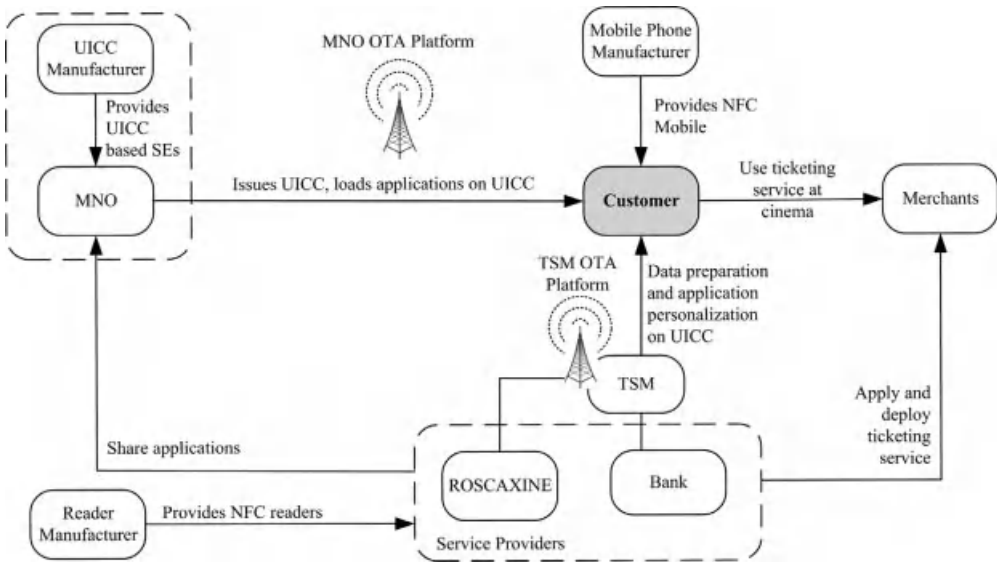 UICC
Manufacturer
Provides
UICC
based SEs
MNO
MNO OTA Platform
Issues UICC, loads applications on UICC
Mobile Phone
Manufacturer
Provides NFC
Mobile
Customer
Use ticketing
service at
cinema
Merchants
TSM OTA
Platform
Data preparation
and application
personalization
on UICC
TSM
Apply and
deploy
ticketing
service
Share applications
ROSCAXINE
Bank
Reader
Manufacturer
Provides NFC readers
Service Providers